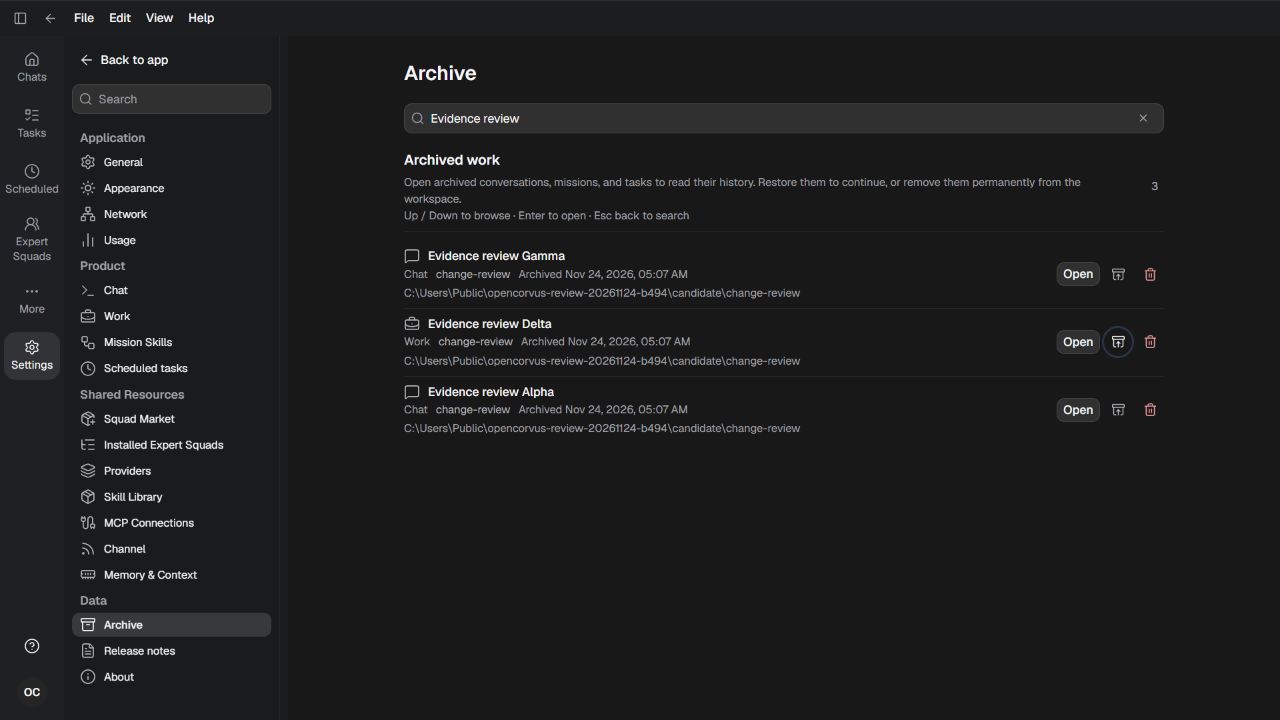 File Edit View Help
Chats
Tasks
Scheduled
Expert
Squads
More
Settings
OC
Back to app
Search
Application
General
Appearance
Network
Usage
Product
Chat
Work
Mission Skills
Scheduled tasks
Shared Resources
Squad Market
Installed Expert Squads
Providers
Skill Library
MCP Connections
Channel
Memory & Context
Data
Archive
Release notes
About
Archive
Evidence review
Archived work
Open archived conversations, missions, and tasks to read their history. Restore them to continue, or remove them permanently from the
workspace.
3
Up / Down to browse · Enter to open · Esc back to search
Evidence review Gamma
Chat change-review Archived Nov 24, 2026, 05:07 AM
C:\Users\Public\opencorvus-review-20261124-b494\candidate\change-review
Open
Evidence review Delta
Work change-review Archived Nov 24, 2026, 05:07 AM
C:\Users\Public\opencorvus-review-20261124-b494\candidate\change-review
Open
Evidence review Alpha
Chat change-review Archived Nov 24, 2026, 05:07 AM
C:\Users\Public\opencorvus-review-20261124-b494\candidate\change-review
Open